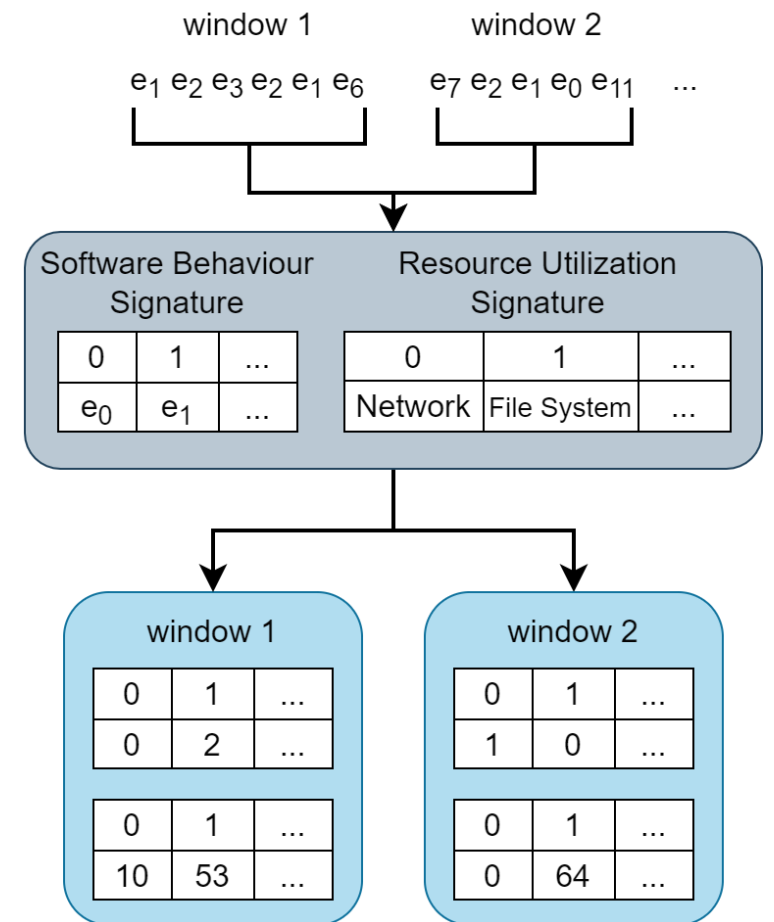 window 1 window 2
e₁ e₂ e₃ e₂ e₁ e₆ e₇ e₂ e₁ e₀ e₁₁ ...
Software Behaviour Signature
0 1 ...
e₀ e₁ ...
Resource Utilization Signature
0 1 ...
Network File System ...
window 1
0 1 ...
0 2 ...
0 1 ...
10 53 ...
window 2
0 1 ...
1 0 ...
0 1 ...
0 64 ...